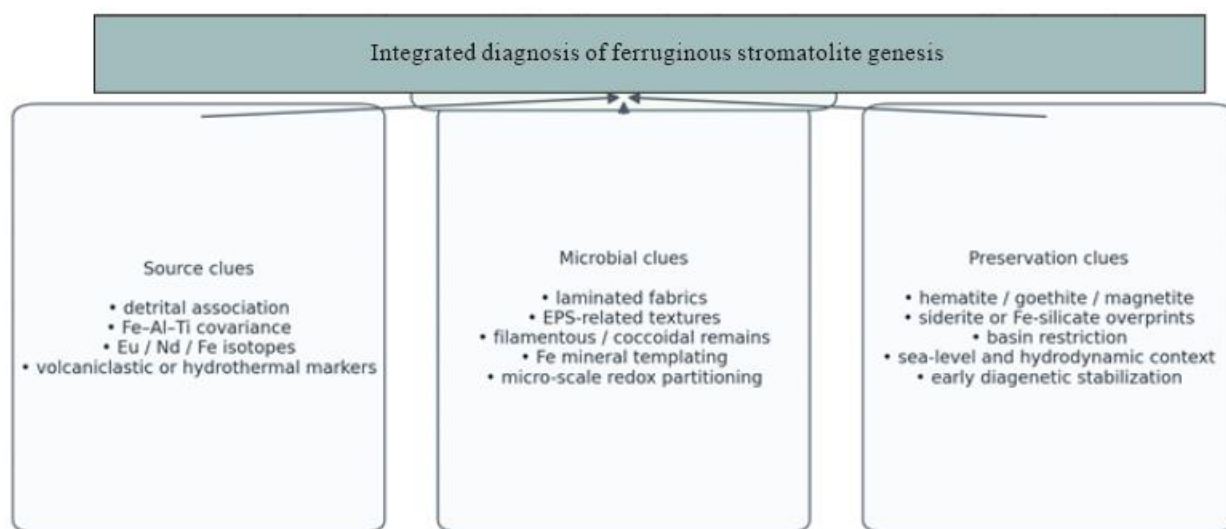 Integrated diagnosis of ferruginous stromatolite genesis
Source clues
• detrital association
• Fe–Al–Ti covariance
• Eu / Nd / Fe isotopes
• volcaniclastic or hydrothermal markers
Microbial clues
• laminated fabrics
• EPS-related textures
• filamentous / coccoidal remains
• Fe mineral templating
• micro-scale redox partitioning
Preservation clues
• hematite / goethite / magnetite
• siderite or Fe-silicate overprints
• basin restriction
• sea-level and hydrodynamic context
• early diagenetic stabilization